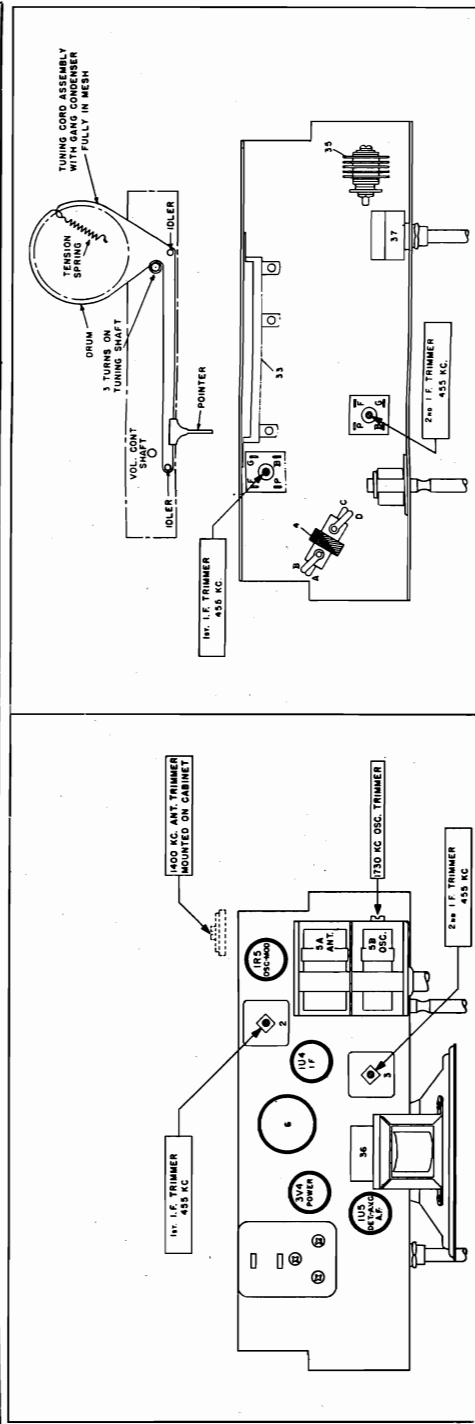 1ST. I.F. TRIMMER
455 KC
1400 KC. ANT. TRIMMER
MOUNTED ON CABINET
1R5
OSC-MOD
2
1U4
IF
6
3V4
POWER
5A
ANT.
5B
OSC.
1730 KC OSC. TRIMMER
3
36
1U5
DET-AVC
A.F.
2ND I F. TRIMMER
455 KC
TUNING CORD ASSEMBLY
WITH GANG CONDENSER
FULLY IN MESH
TENSION
SPRING
DRUM
3 TURNS ON
TUNING SHAFT
VOL. CONT
SHAFT
IDLER
IDLER
POINTER
1ST. I.F. TRIMMER
455 KC.
F G
P B
33
35
4
B
A
C
D
P F
B G
37
2ND I F. TRIMMER
455 KC.